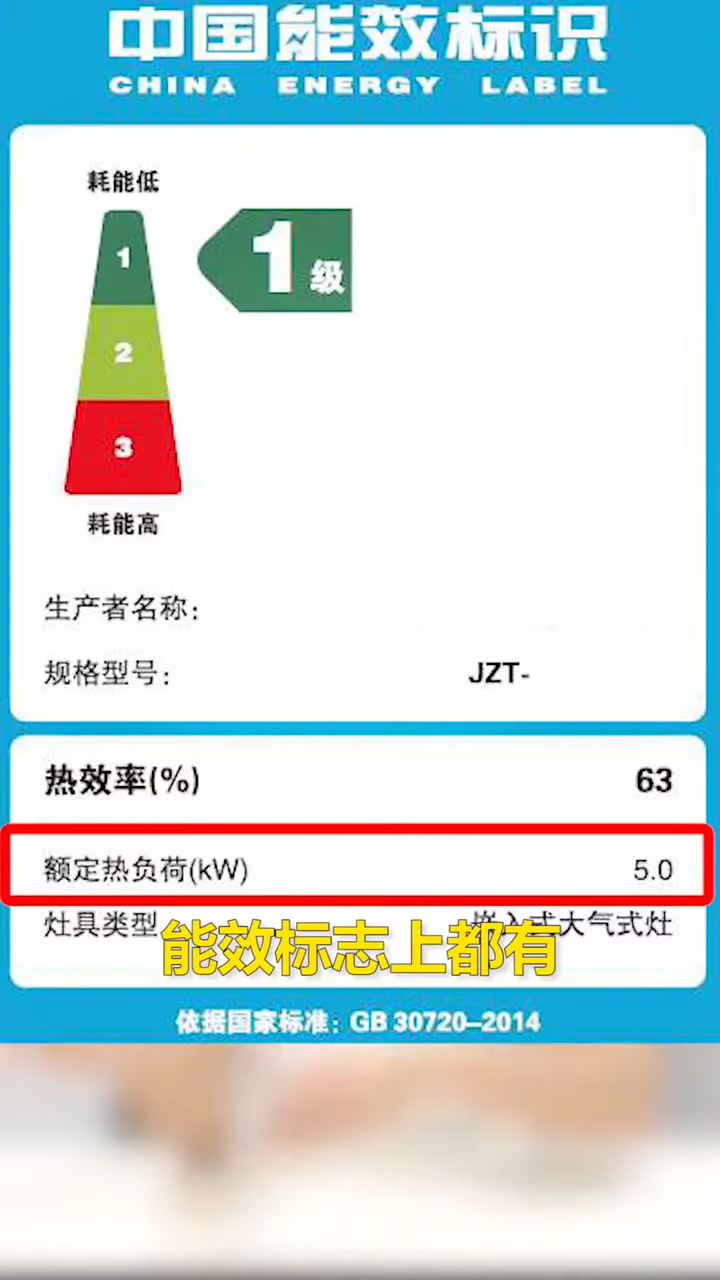 中国能效标识
CHINA ENERGY LABEL
耗能低
1
1级
2
3
耗能高
生产者名称：
规格型号： JZT-
热效率(%) 63
额定热负荷(kW) 5.0
灶具类型 嵌入式大气式灶
能效标志上都有
依据国家标准：GB 30720-2014